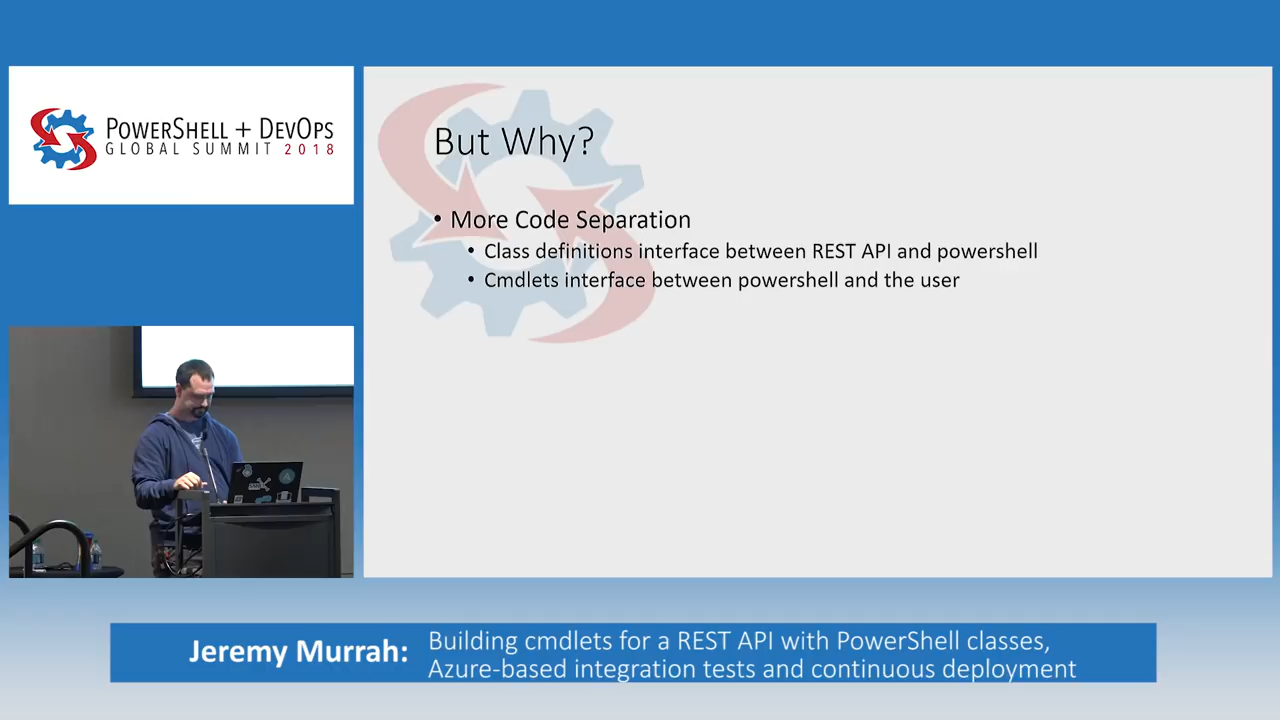 POWERSHELL + DEVOPS
GLOBAL SUMMIT 2018
But Why?
• More Code Separation
• Class definitions interface between REST API and powershell
• Cmdlets interface between powershell and the user
Jeremy Murrah:
Building cmdlets for a REST API with PowerShell classes,
Azure-based integration tests and continuous deployment